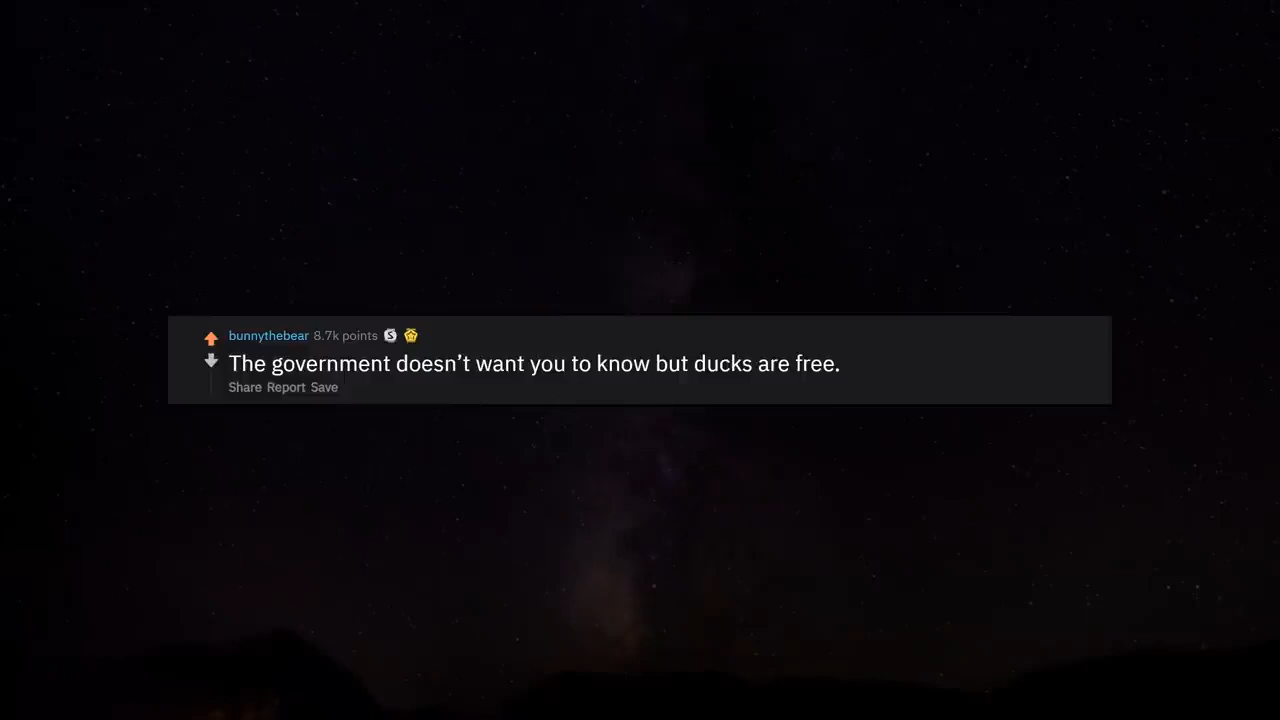 bunnythebear 8.7k points
The government doesn’t want you to know but ducks are free.
Share Report Save